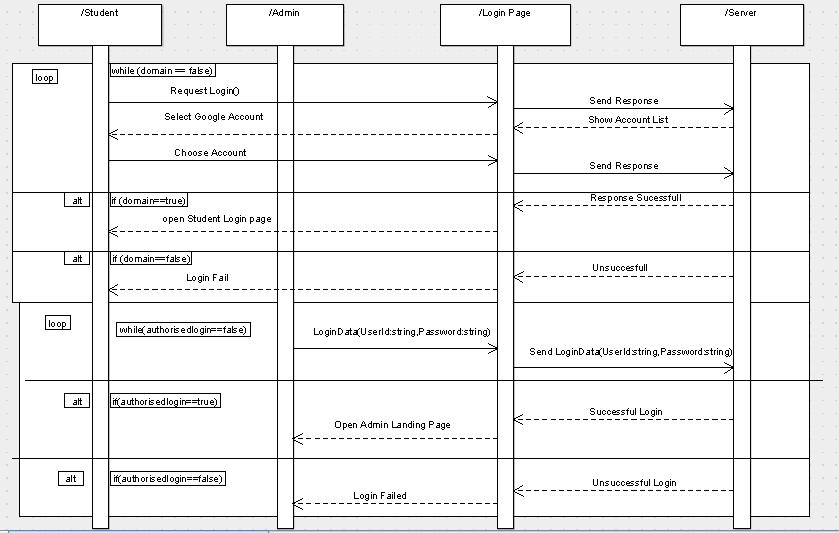 /Student
/Admin
/Login Page
/Server
loop
while (domain == false)
Request Login()
Send Response
Select Google Account
Show Account List
Choose Account
Send Response
alt
if (domain==true)
Response Sucessfull
open Student Login page
alt
if (domain==false)
Unsuccesfull
Login Fail
loop
while(authorisedlogin==false)
LoginData(UserId:string,Password:string)
Send LoginData(UserId:string,Password:string)
alt
if(authorisedlogin==true)
Successful Login
Open Admin Landing Page
alt
if(authorisedlogin==false)
Unsuccessful Login
Login Failed